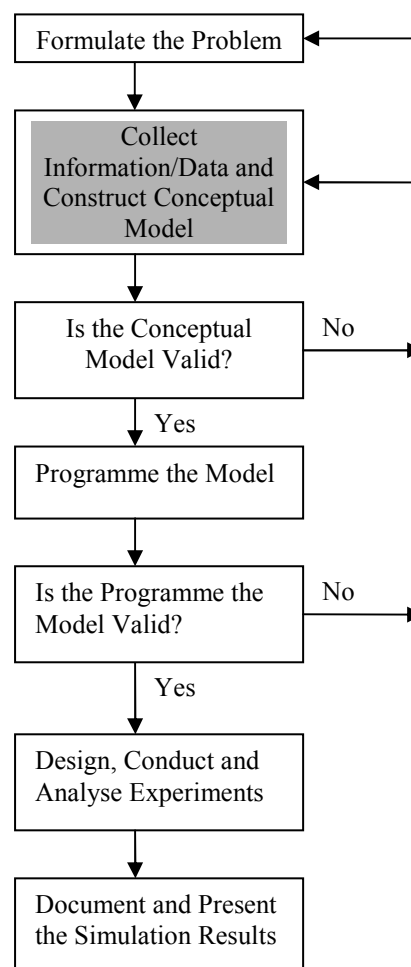 Formulate the Problem
Collect
Information/Data and
Construct Conceptual
Model
Is the Conceptual
Model Valid?
No
Yes
Programme the Model
Is the Programme the
Model Valid?
No
Yes
Design, Conduct and
Analyse Experiments
Document and Present
the Simulation Results